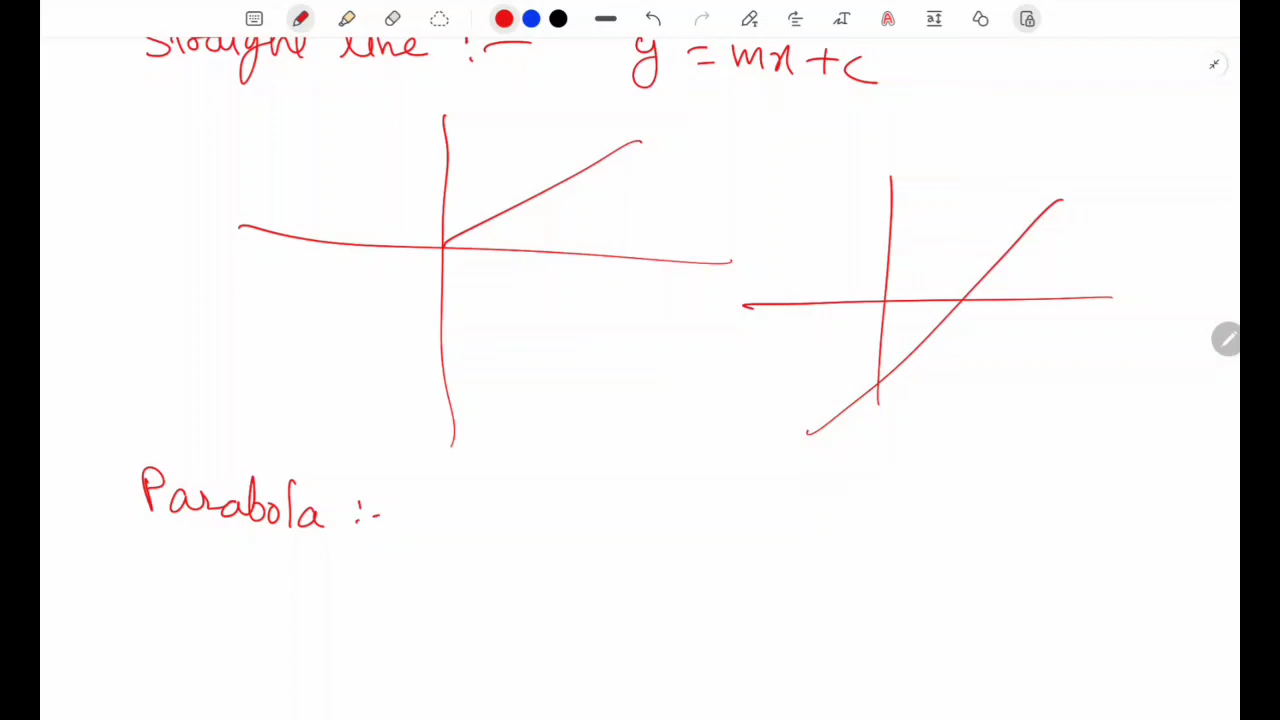 Straight line :- y = mx + c
Parabola :-